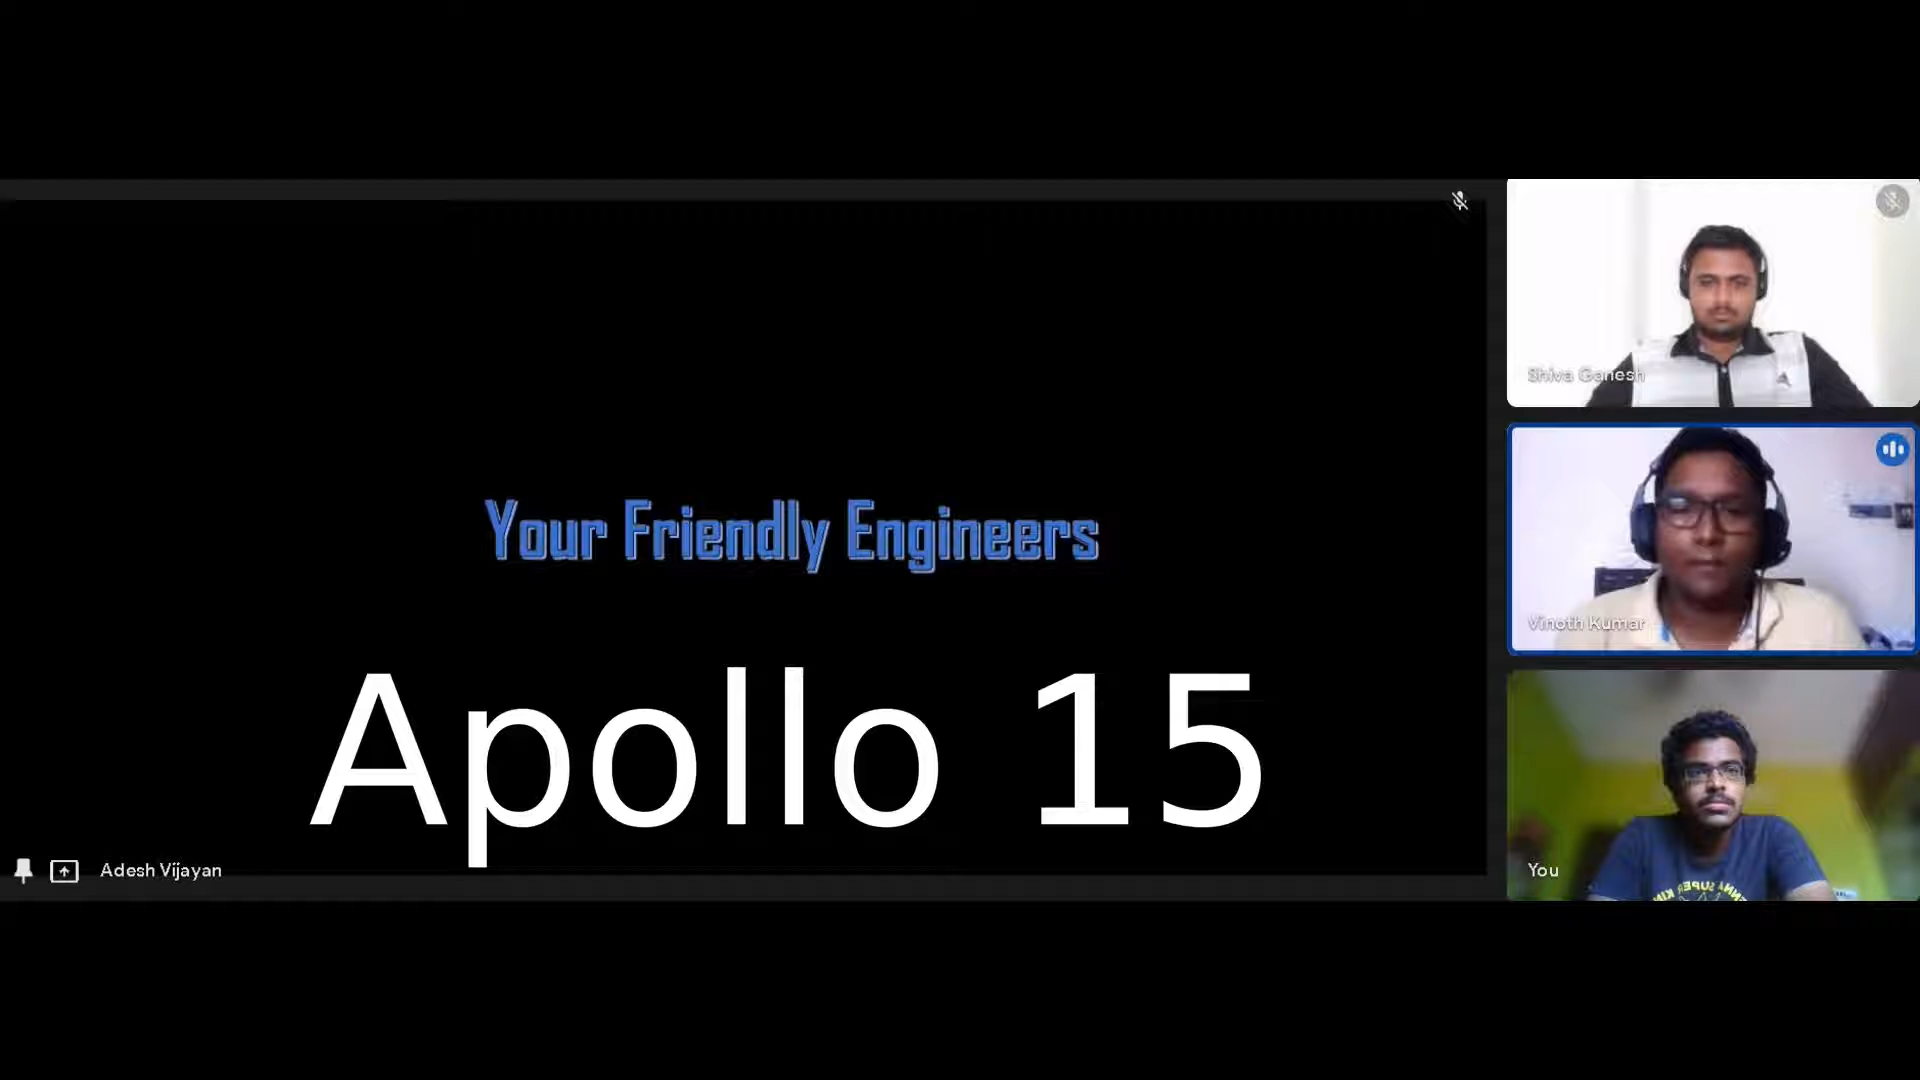 Your Friendly Engineers
Apollo 15
Adesh Vijayan
Shiva Ganesh
Vinoth Kumar
You